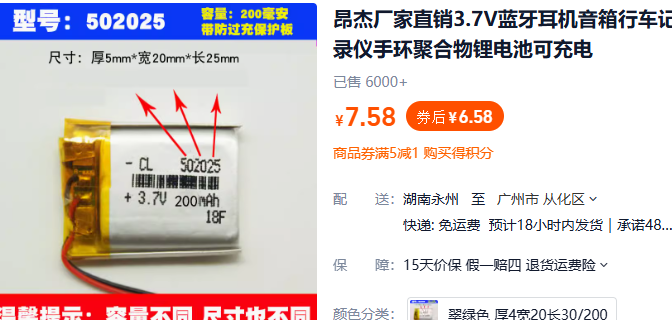 型号：502025
容量：200毫安
带防过充保护板
尺寸：厚5mm*宽20mm*长25mm
- CL 502025
+ 3.7V 200mAh
18F
温馨提示：容量不同 尺寸也不同
昂杰厂家直销3.7V蓝牙耳机音箱行车记
录仪手环聚合物锂电池可充电
已售 6000+
¥7.58 券后¥6.58
商品券满5减1 购买得积分
配 送： 湖南永州 至 广州市 从化区
快递: 免运费 预计18小时内发货 | 承诺48...
保 障： 15天价保 假一赔四 退货运费险
颜色分类： 翠绿色 厚4宽20长30/200